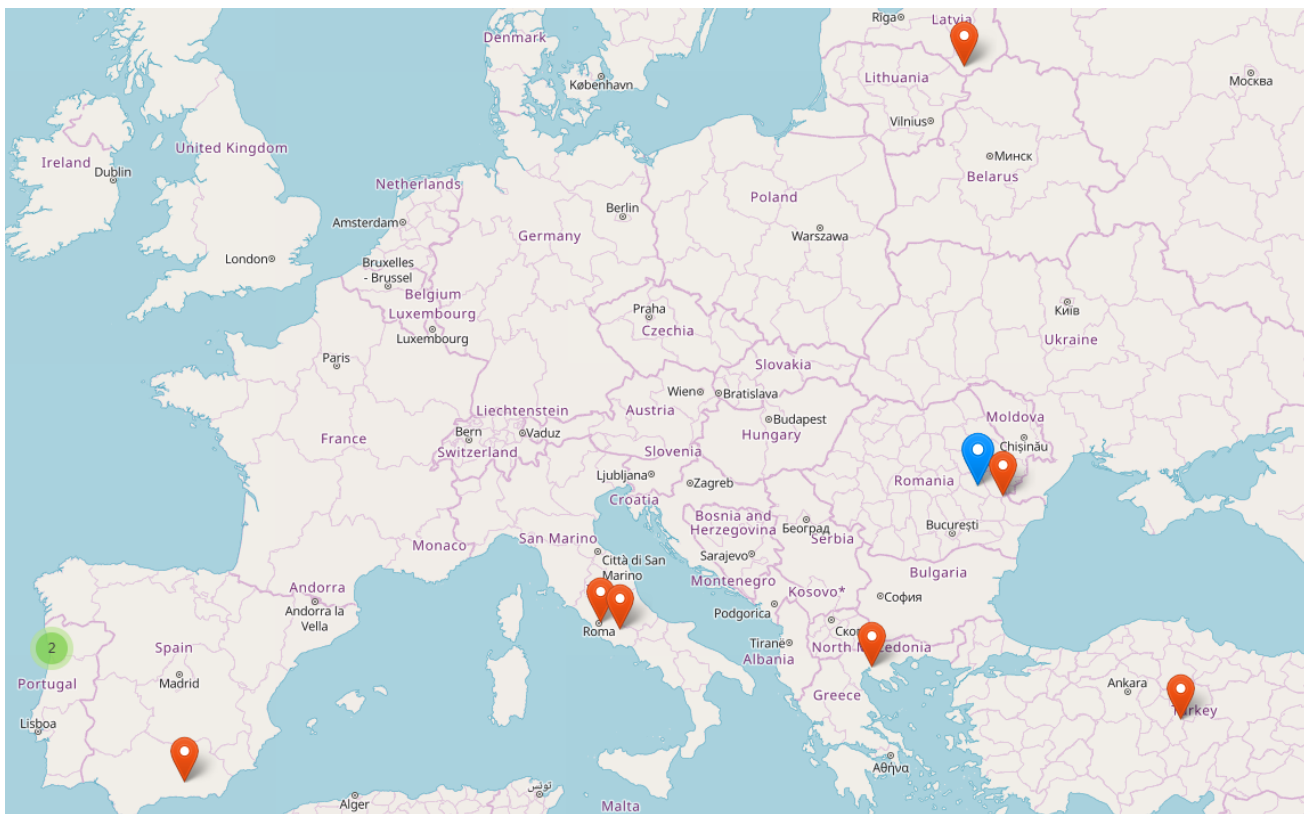 Riga
Latvia
Denmark
Москва
København
Lithuania
Vilnius
United Kingdom
Ireland
Dublin
Минск
Belarus
Netherlands
Poland
Berlin
Amsterdam
Germany
Warszawa
London
Bruxelles
- Brussel
Belgium
Luxembourg
Київ
Praha
Czechia
Luxembourg
Ukraine
Paris
Slovakia
Wien
Bratislava
Liechtenstein
Austria
Moldova
Budapest
Bern
Vaduz
France
Hungary
Chișinău
Switzerland
Slovenia
Ljubljana
Romania
Zagreb
Croatia
Bosnia and
Herzegovina
Београд
București
San Marino
Serbia
Monaco
Sarajevo
Città di San
Marino
Bulgaria
Montenegro
Andorra
Kosovo*
София
Andorra la
Vella
Podgorica
Roma
Tiranë
2
Spain
North
Albania
Madrid
Portugal
Ankara
Greece
Turkey
Lisboa
Αθήνα
تونس
Alger
Malta